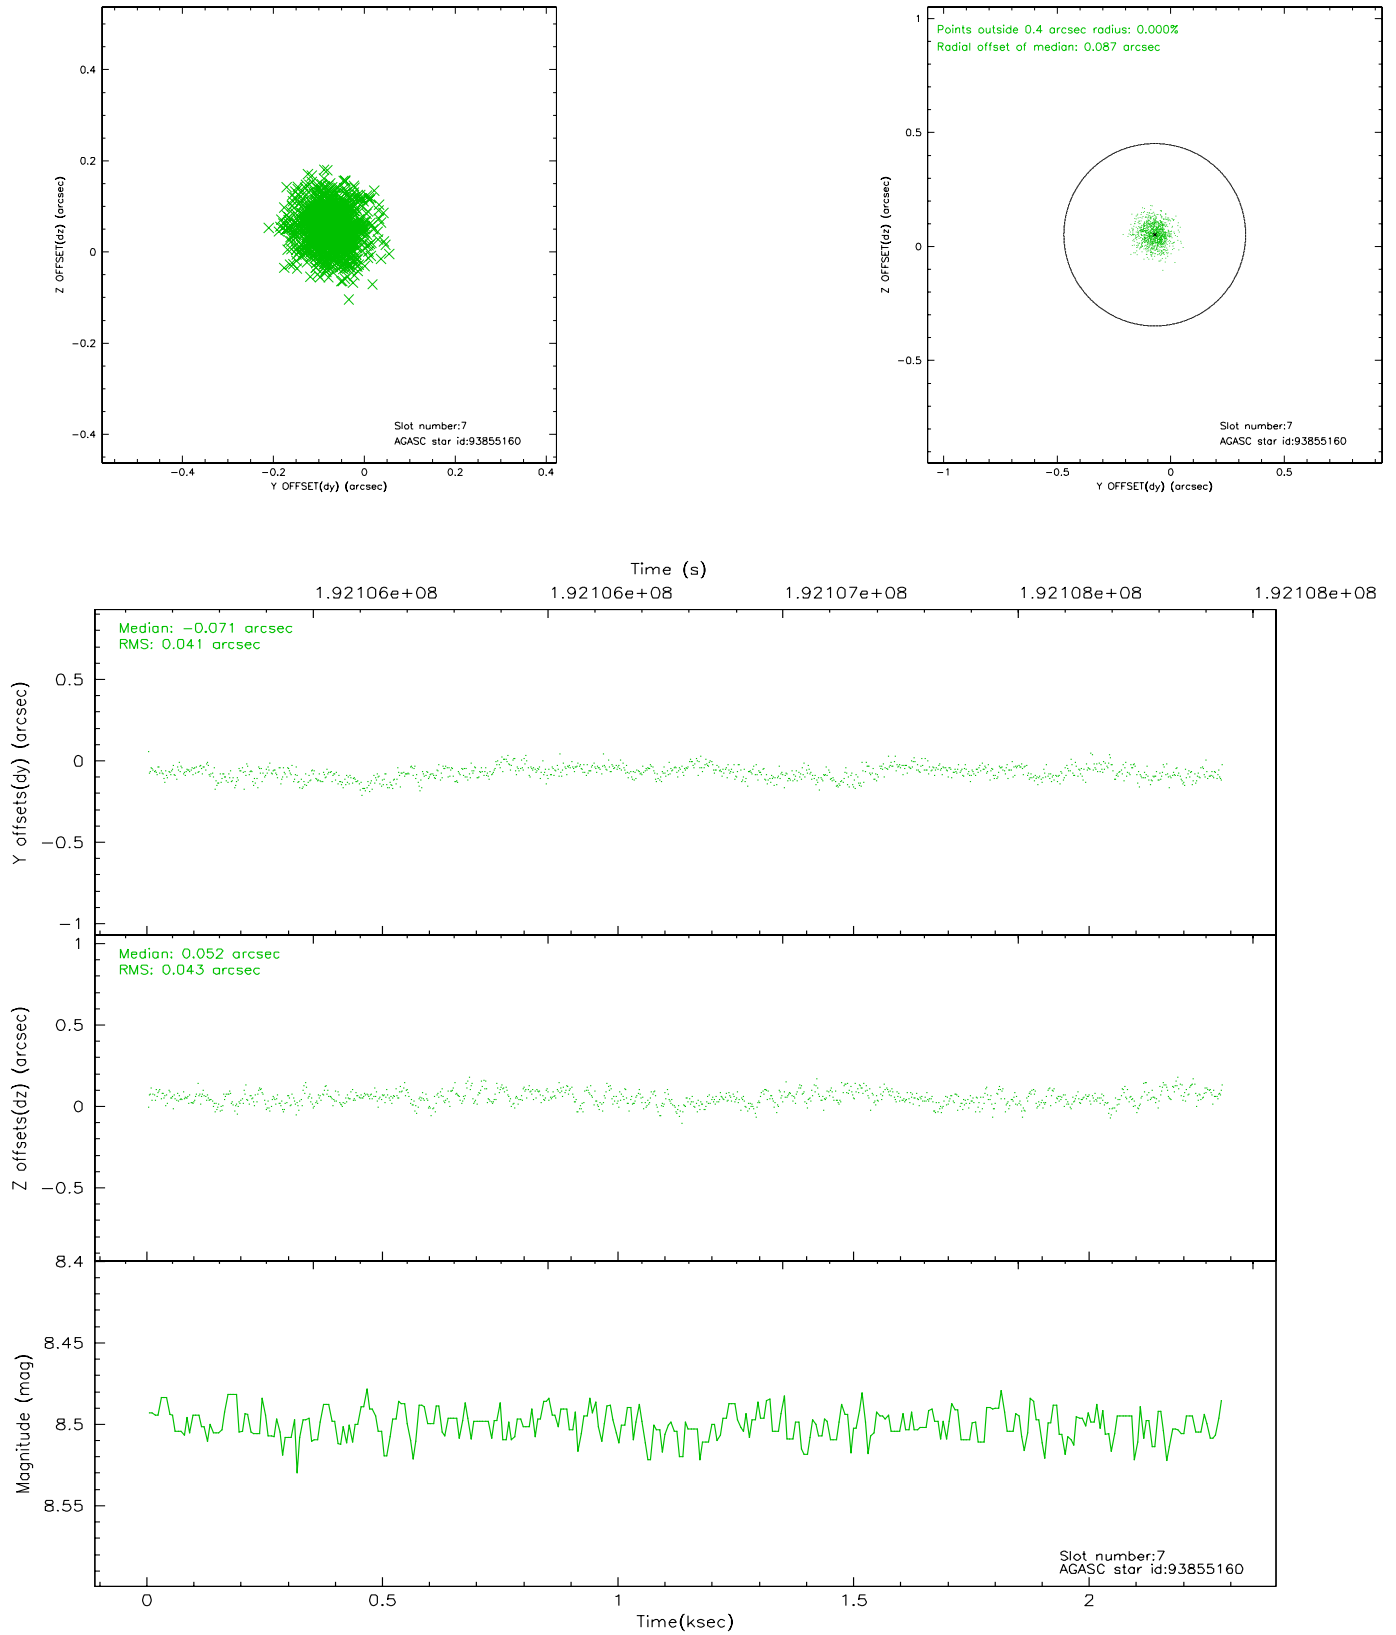 0.4
0.2
0
−0.2
−0.4
Z OFFSET(dz) (arcsec)
Slot number:7
AGASC star id:93855160
−0.4 −0.2 0 0.2 0.4
Y OFFSET(dy) (arcsec)
Points outside 0.4 arcsec radius: 0.000%
Radial offset of median: 0.087 arcsec
1
0.5
0
−0.5
Z OFFSET(dz) (arcsec)
Slot number:7
AGASC star id:93855160
−1 −0.5 0 0.5
Y OFFSET(dy) (arcsec)
Time (s)
1.92106e+08 1.92106e+08 1.92107e+08 1.92108e+08 1.92108e+08
Median: −0.071 arcsec
RMS: 0.041 arcsec
0.5
0
−0.5
−1
Y offsets(dy) (arcsec)
Median: 0.052 arcsec
RMS: 0.043 arcsec
1
0.5
0
−0.5
Z offsets(dz) (arcsec)
8.4
8.45
8.5
8.55
Magnitude (mag)
Slot number:7
AGASC star id:93855160
0 0.5 1 1.5 2
Time(ksec)